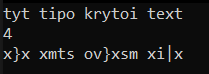 tyt tipo krytoi text
4
x}x xmts ov}xsm xi|x